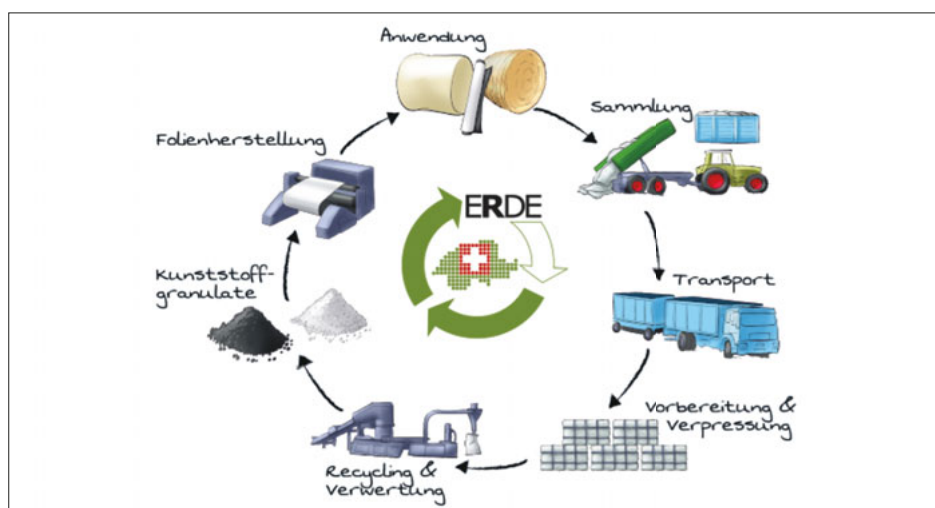 Anwendung
Sammlung
Folienherstellung
ERDE
Kunststoff-
granulate
Transport
Vorbereitung &
Verpressung
Recycling &
Verwertung